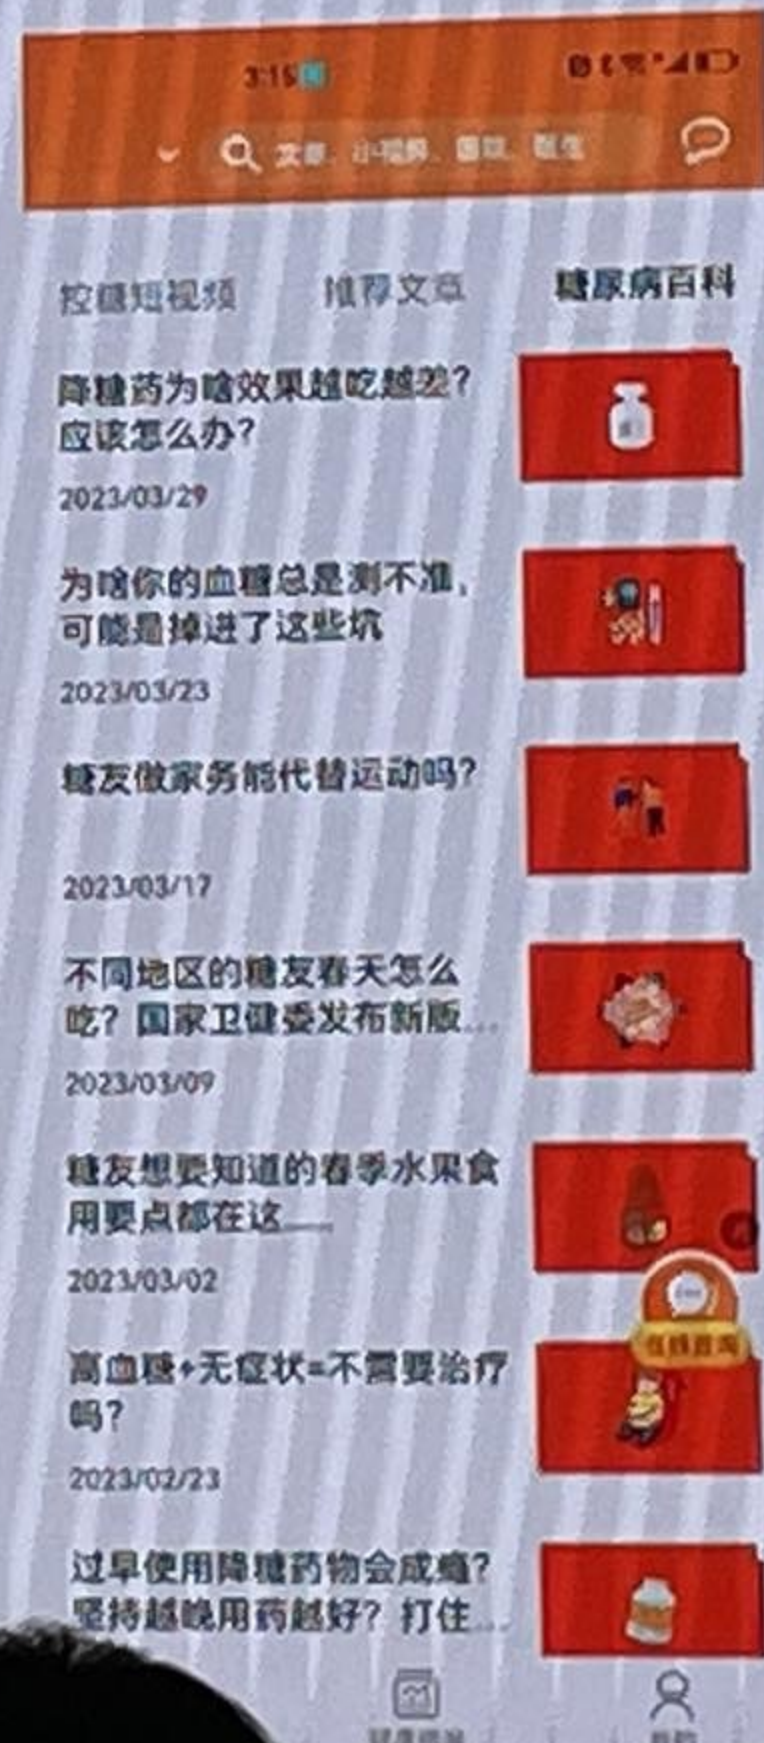 3:15
控糖短视频 推荐文章 糖尿病百科
降糖药为啥效果越吃越差?
应该怎么办?
2023/03/29
为啥你的血糖总是测不准,
可能是掉进了这些坑
2023/03/23
糖友做家务能代替运动吗?
2023/03/17
不同地区的糖友春天怎么
吃? 国家卫健委发布新版...
2023/03/09
糖友想要知道的春季水果食
用要点都在这......
2023/03/02
高血糖+无症状=不需要治疗
吗?
2023/02/23
过早使用降糖药物会成瘾?
坚持越晚用药越好? 打住...